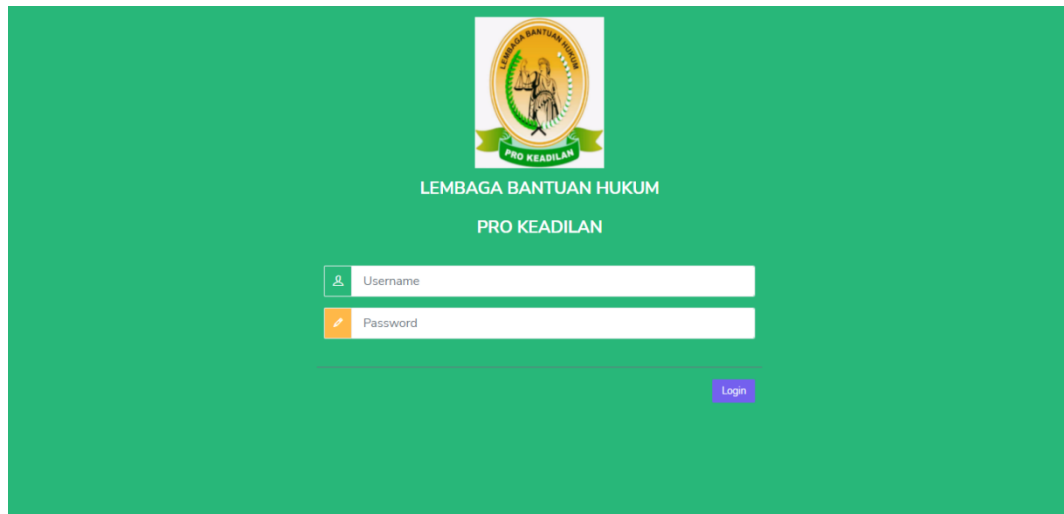 LEMBAGA BANTUAN HUKUM
PRO KEADILAN
LEMBAGA BANTUAN HUKUM
PRO KEADILAN
Username
Password
Login